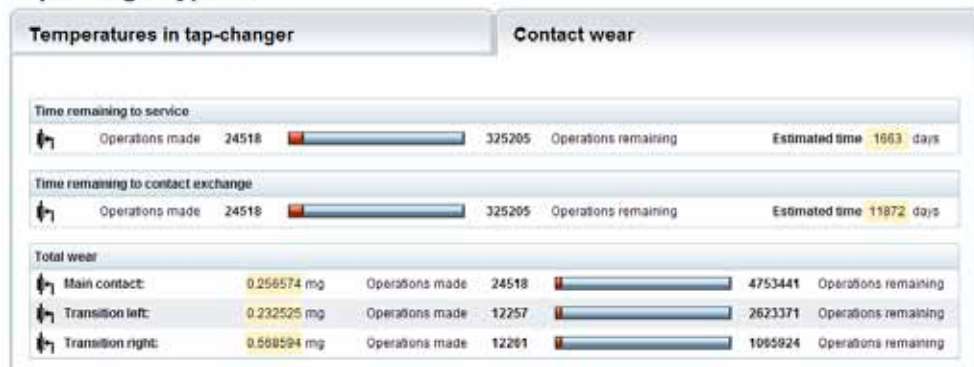 Temperatures in tap-changer
Contact wear
Time remaining to service
Operations made 24518 325205 Operations remaining Estimated time 1663 days
Time remaining to contact exchange
Operations made 24518 325205 Operations remaining Estimated time 11872 days
Total wear
Main contact: 0.256574 mg Operations made 24518 4753441 Operations remaining
Transition left: 0.232525 mg Operations made 12257 2623371 Operations remaining
Transition right: 0.568594 mg Operations made 12261 1065924 Operations remaining